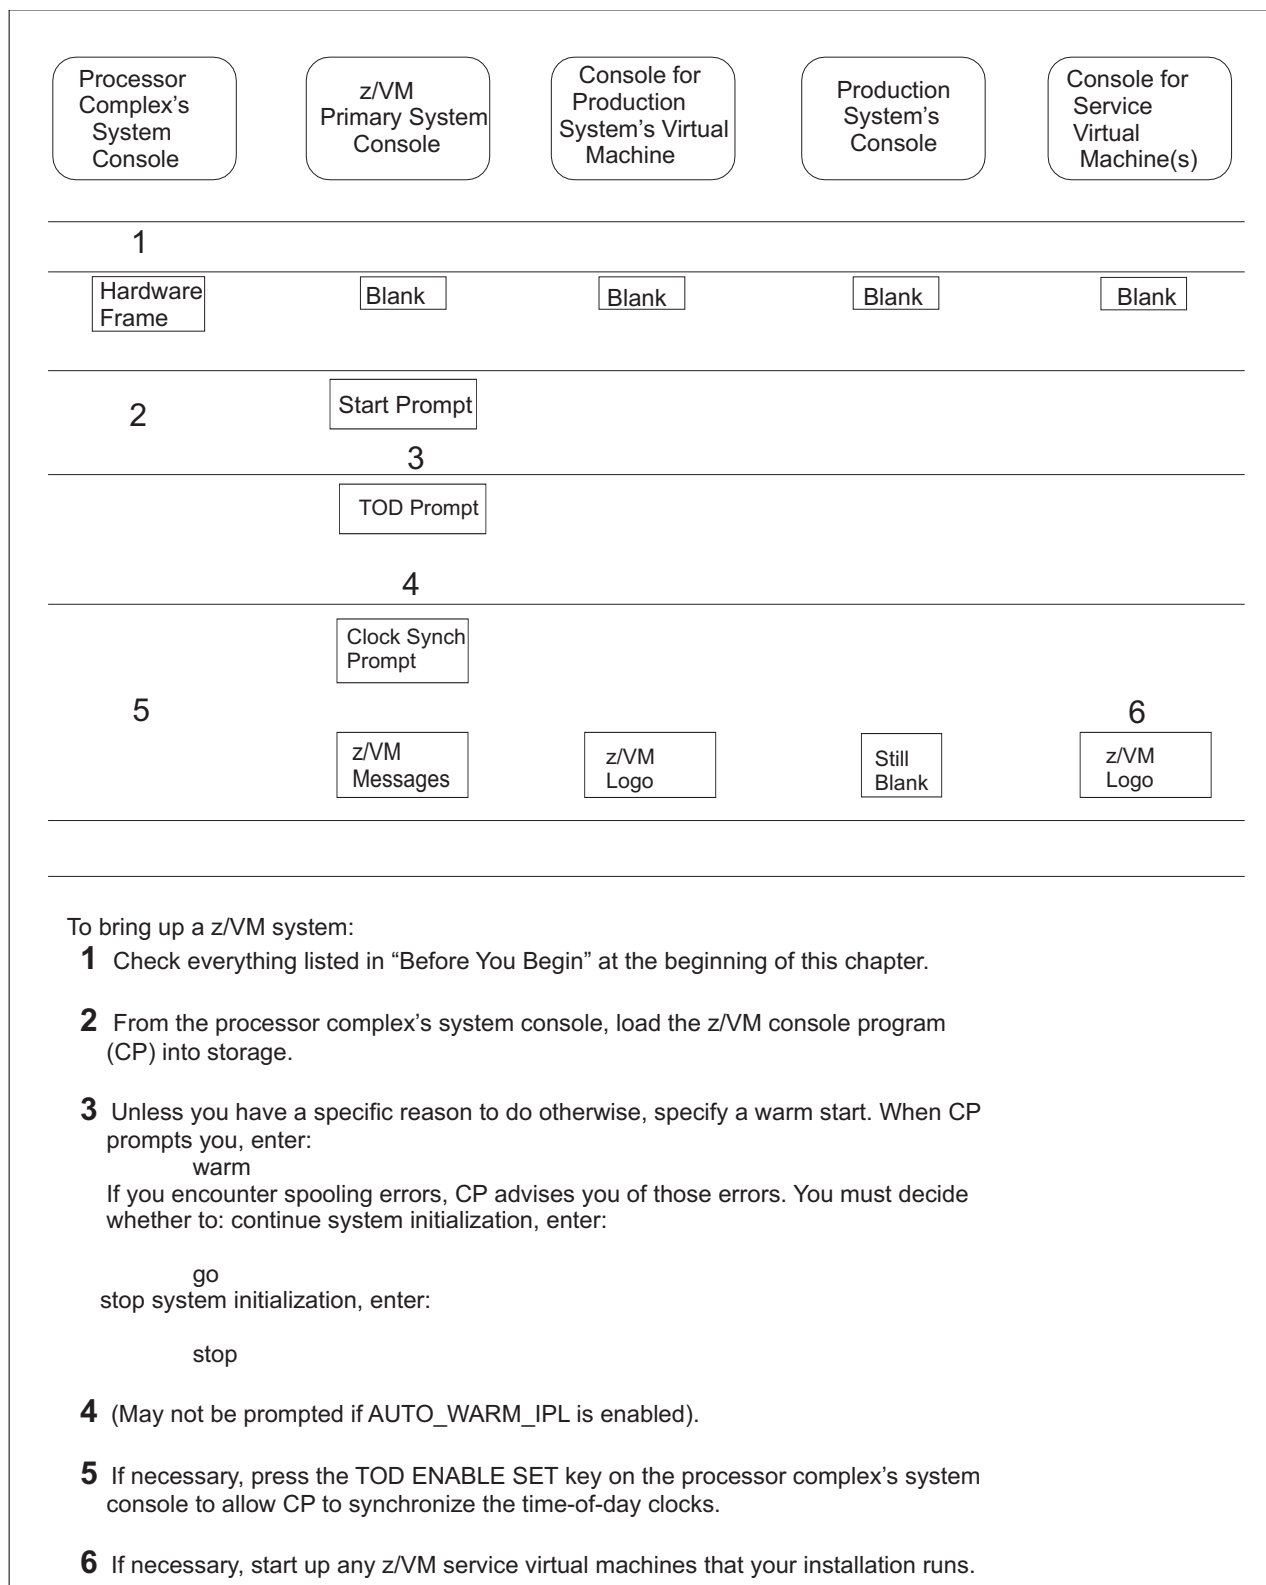 Processor
Complex's
System
Console
z/VM
Primary System
Console
Console for
Production
System's Virtual
Machine
Production
System's
Console
Console for
Service
Virtual
Machine(s)
1
Hardware
Frame
Blank
Blank
Blank
Blank
2
Start Prompt
3
TOD Prompt
4
Clock Synch
Prompt
5
6
z/VM
Messages
z/VM
Logo
Still
Blank
z/VM
Logo
To bring up a z/VM system:
1 Check everything listed in “Before You Begin” at the beginning of this chapter.
2 From the processor complex's system console, load the z/VM console program
(CP) into storage.
3 Unless you have a specific reason to do otherwise, specify a warm start. When CP
prompts you, enter:
warm
If you encounter spooling errors, CP advises you of those errors. You must decide
whether to: continue system initialization, enter:
go
stop system initialization, enter:
stop
4 (May not be prompted if AUTO_WARM_IPL is enabled).
5 If necessary, press the TOD ENABLE SET key on the processor complex's system
console to allow CP to synchronize the time-of-day clocks.
6 If necessary, start up any z/VM service virtual machines that your installation runs.